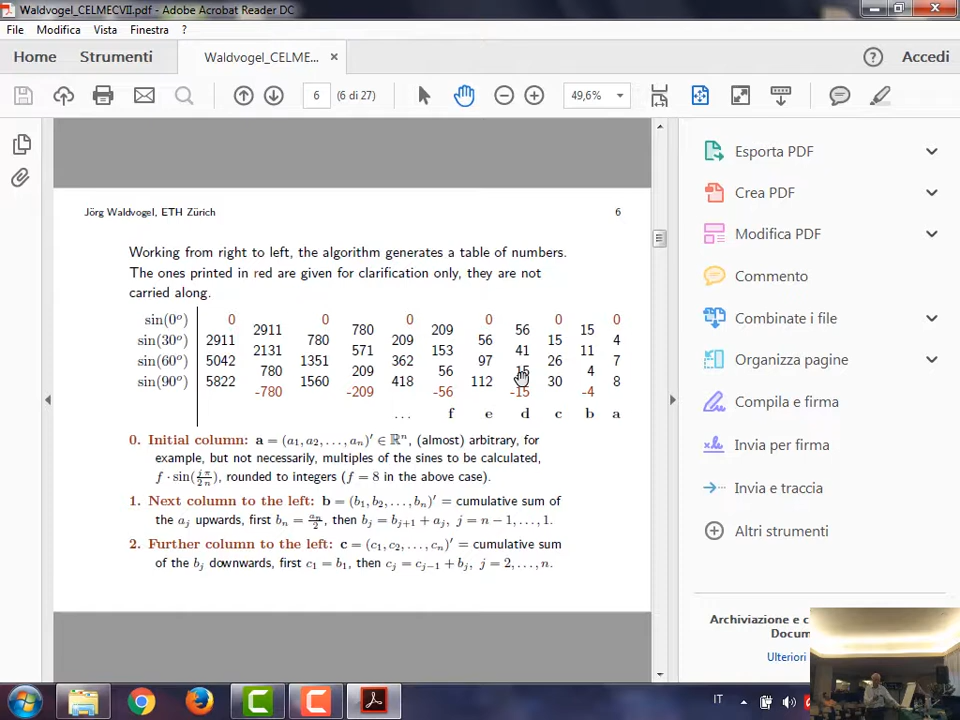 Waldvogel_CELMECVII.pdf - Adobe Acrobat Reader DC
File Modifica Vista Finestra ?
Home Strumenti Waldvogel_CELME... × Accedi
6 (6 di 27) 49,6%
Esporta PDF
Crea PDF
Modifica PDF
Commento
Combinate i file
Organizza pagine
Compila e firma
Invia per firma
Invia e traccia
Altri strumenti
Archiviazione e c
Docum
Ulteriori
Jörg Waldvogel, ETH Zürich 6
Working from right to left, the algorithm generates a table of numbers.
The ones printed in red are given for clarification only, they are not
carried along.
sin(0°) 0 0 0 0 0 0
2911 780 209 56 15
sin(30°) 2911 780 209 56 15 4
2131 571 153 41 11
sin(60°) 5042 1351 362 97 26 7
780 209 56 15 4
sin(90°) 5822 1560 418 112 30 8
-780 -209 -56 -15 -4
... f e d c b a
0. Initial column: a = (a₁, a₂, . . . , aₙ)′ ∈ ℝⁿ, (almost) arbitrary, for
example, but not necessarily, multiples of the sines to be calculated,
f · sin(j π / 2 n), rounded to integers (f = 8 in the above case).
1. Next column to the left: b = (b₁, b₂, . . . , bₙ)′ = cumulative sum of
the aⱼ upwards, first bₙ = aₙ/2, then bⱼ = bⱼ₊₁ + aⱼ, j = n − 1, . . . , 1.
2. Further column to the left: c = (c₁, c₂, . . . , cₙ)′ = cumulative sum
of the bⱼ downwards, first c₁ = b₁, then cⱼ = cⱼ₋₁ + bⱼ, j = 2, . . . , n.
IT